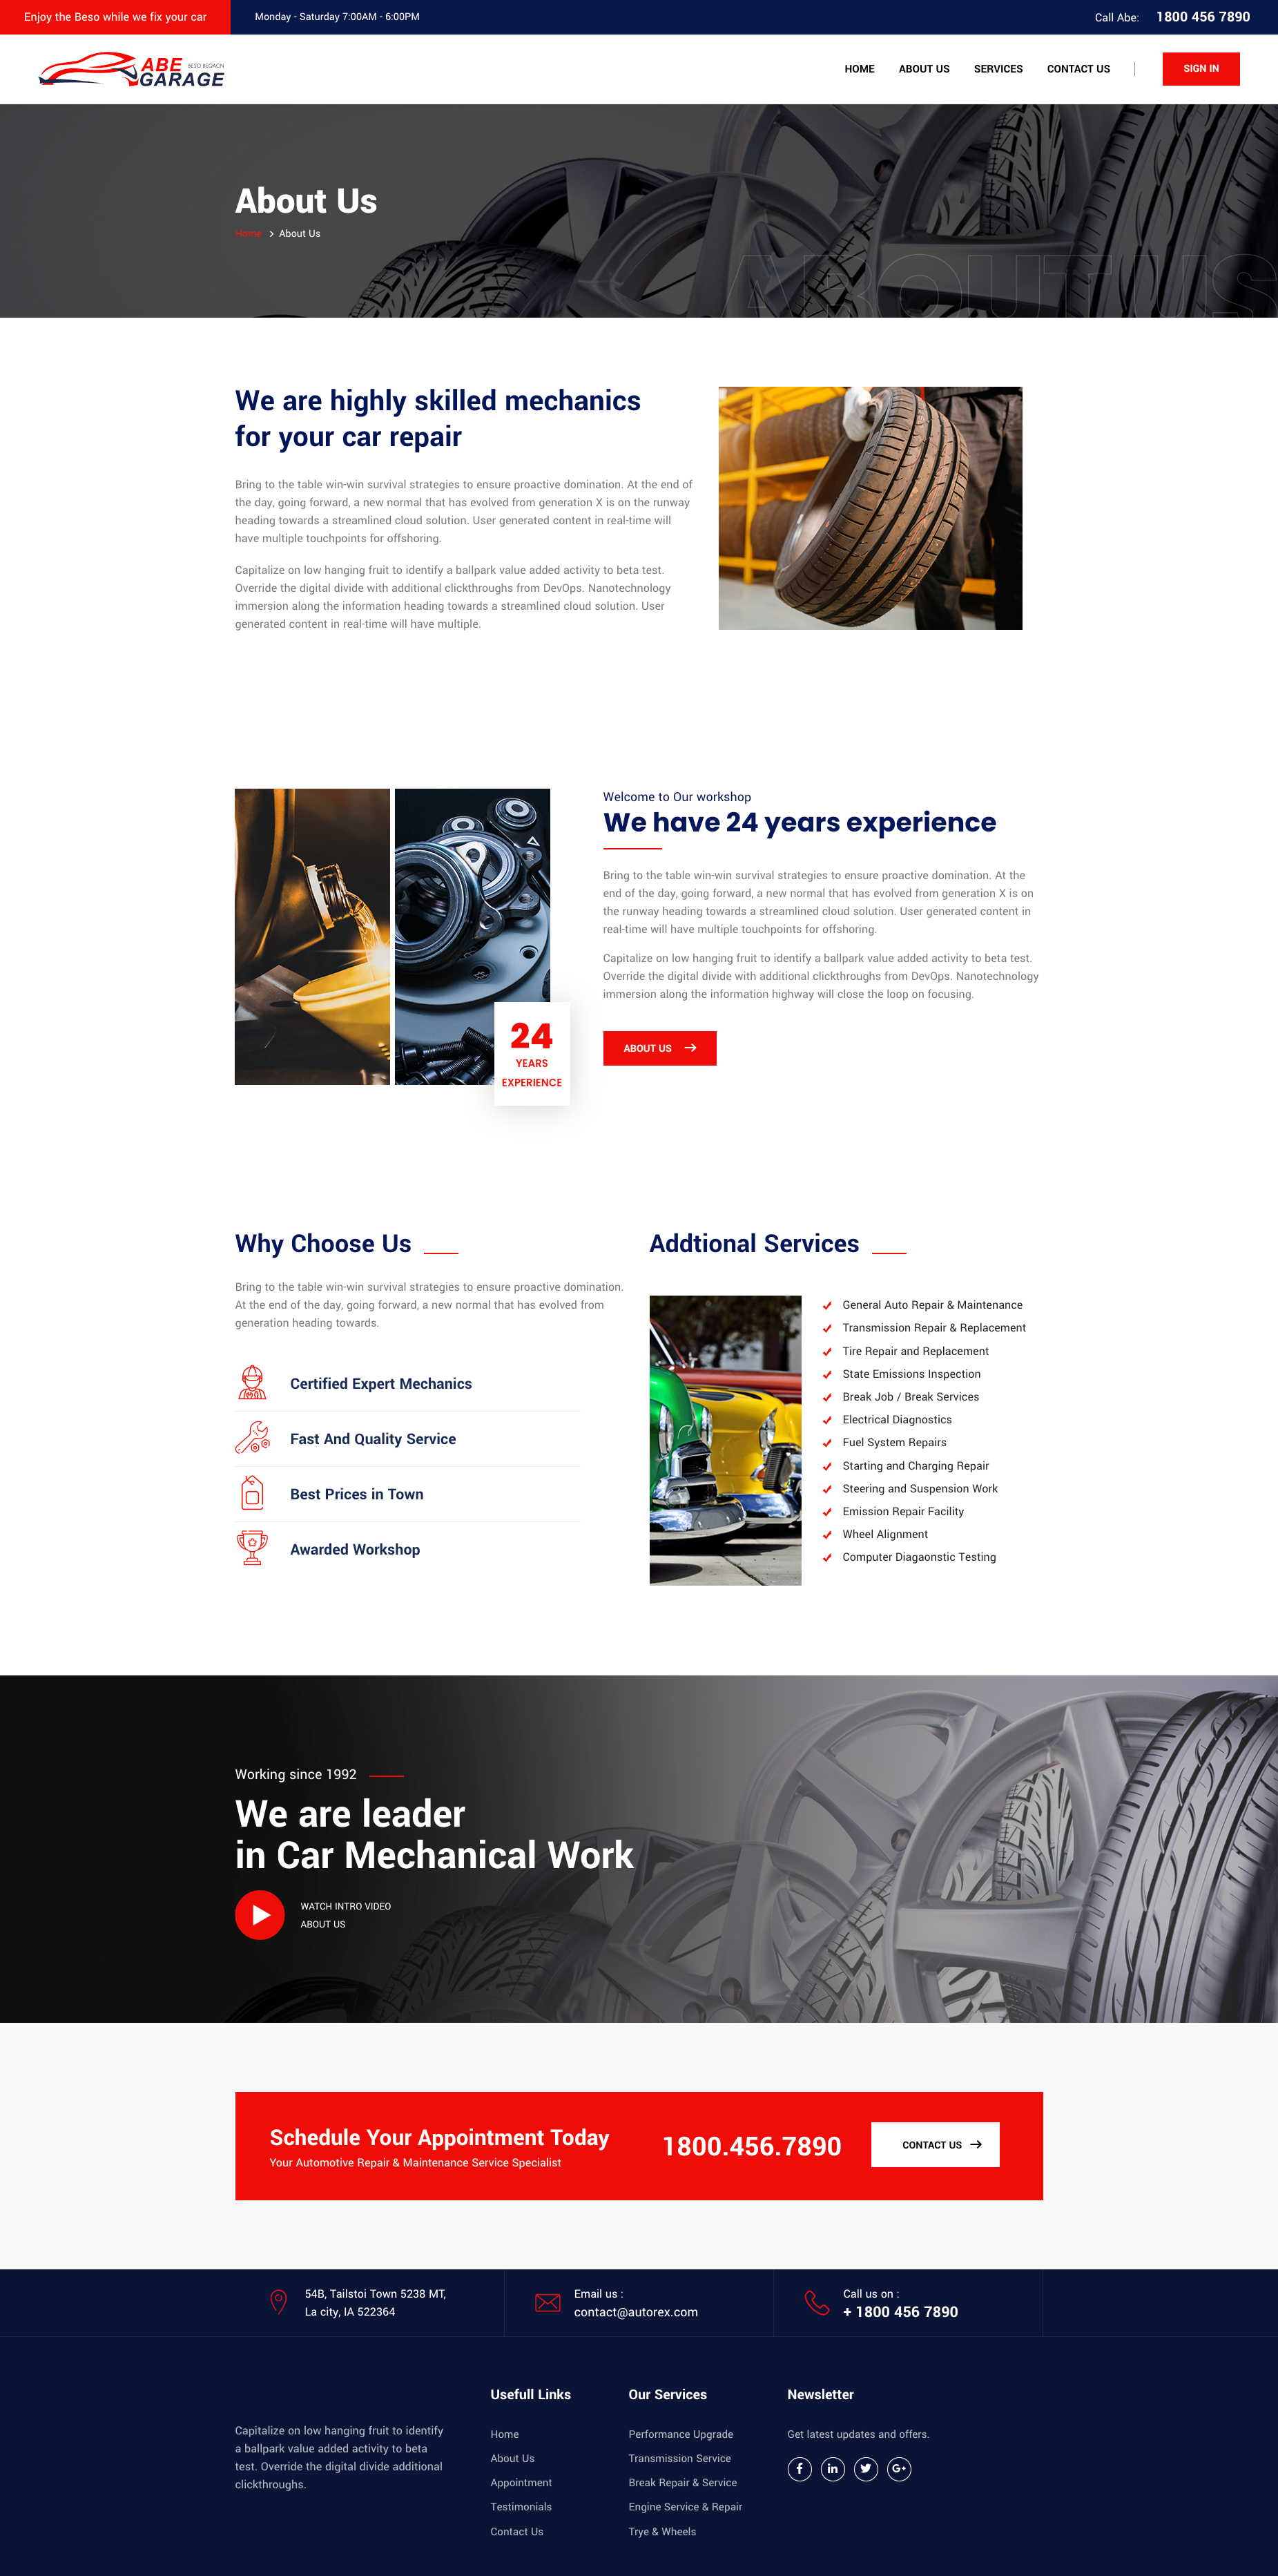 Enjoy the Beso while we fix your car
Monday - Saturday 7:00AM - 6:00PM
Call Abe: 1800 456 7890
ABE BESO BEGACH
GARAGE
HOME
ABOUT US
SERVICES
CONTACT US
SIGN IN
About Us
Home > About Us
ABOUT US
We are highly skilled mechanics
for your car repair
Bring to the table win-win survival strategies to ensure proactive domination. At the end of
the day, going forward, a new normal that has evolved from generation X is on the runway
heading towards a streamlined cloud solution. User generated content in real-time will
have multiple touchpoints for offshoring.
Capitalize on low hanging fruit to identify a ballpark value added activity to beta test.
Override the digital divide with additional clickthroughs from DevOps. Nanotechnology
immersion along the information heading towards a streamlined cloud solution. User
generated content in real-time will have multiple.
24
YEARS
EXPERIENCE
Welcome to Our workshop
We have 24 years experience
Bring to the table win-win survival strategies to ensure proactive domination. At the
end of the day, going forward, a new normal that has evolved from generation X is on
the runway heading towards a streamlined cloud solution. User generated content in
real-time will have multiple touchpoints for offshoring.
Capitalize on low hanging fruit to identify a ballpark value added activity to beta test.
Override the digital divide with additional clickthroughs from DevOps. Nanotechnology
immersion along the information highway will close the loop on focusing.
ABOUT US
Why Choose Us
Bring to the table win-win survival strategies to ensure proactive domination.
At the end of the day, going forward, a new normal that has evolved from
generation heading towards.
Certified Expert Mechanics
Fast And Quality Service
Best Prices in Town
Awarded Workshop
Addtional Services
General Auto Repair & Maintenance
Transmission Repair & Replacement
Tire Repair and Replacement
State Emissions Inspection
Break Job / Break Services
Electrical Diagnostics
Fuel System Repairs
Starting and Charging Repair
Steering and Suspension Work
Emission Repair Facility
Wheel Alignment
Computer Diagaonstic Testing
Working since 1992
We are leader
in Car Mechanical Work
WATCH INTRO VIDEO
ABOUT US
Schedule Your Appointment Today
Your Automotive Repair & Maintenance Service Specialist
1800.456.7890
CONTACT US
54B, Tailstoi Town 5238 MT,
La city, IA 522364
Email us :
contact@autorex.com
Call us on :
+ 1800 456 7890
Capitalize on low hanging fruit to identify
a ballpark value added activity to beta
test. Override the digital divide additional
clickthroughs.
Usefull Links
Home
About Us
Appointment
Testimonials
Contact Us
Our Services
Performance Upgrade
Transmission Service
Break Repair & Service
Engine Service & Repair
Trye & Wheels
Newsletter
Get latest updates and offers.